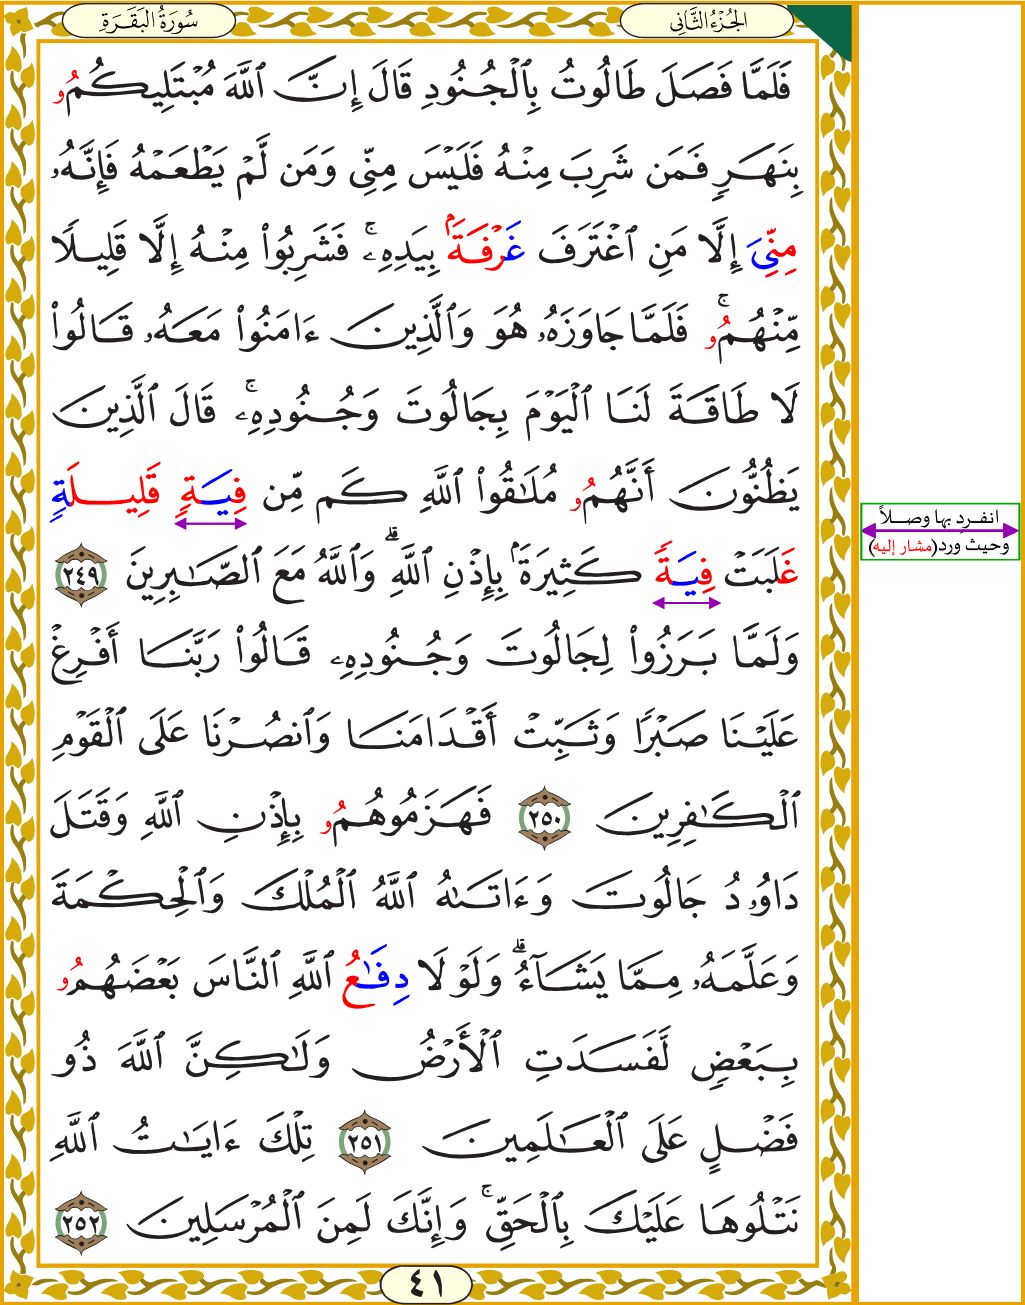 سُورَةُ الْبَقَرَةِ
الجُزْءُ الثَّانِي
فَلَمَّا فَصَلَ طَالُوتُ بِٱلْجُنُودِ قَالَ إِنَّ ٱللَّهَ مُبْتَلِيكُمُۥ
بِنَهَرٍ فَمَن شَرِبَ مِنْهُ فَلَيْسَ مِنِّى وَمَن لَّمْ يَطْعَمْهُ فَإِنَّهُۥ
مِنِّىَ إِلَّا مَنِ ٱغْتَرَفَ غَرْفَةَۢ بِيَدِهِۦۚ فَشَرِبُوا۟ مِنْهُ إِلَّا قَلِيلًا
مِّنْهُمُۥۚ فَلَمَّا جَاوَزَهُۥ هُوَ وَٱلَّذِينَ ءَامَنُوا۟ مَعَهُۥ قَالُوا۟
لَا طَاقَةَ لَنَا ٱلْيَوْمَ بِجَالُوتَ وَجُنُودِهِۦۚ قَالَ ٱلَّذِينَ
يَظُنُّونَ أَنَّهُمُۥ مُلَٰقُوا۟ ٱللَّهِ كَم مِّن فِيَةٍ قَلِيلَةٍ
غَلَبَتْ فِيَةً كَثِيرَةَۢ بِإِذْنِ ٱللَّهِۗ وَٱللَّهُ مَعَ ٱلصَّٰبِرِينَ ٢٤٩
وَلَمَّا بَرَزُوا۟ لِجَالُوتَ وَجُنُودِهِۦ قَالُوا۟ رَبَّنَا أَفْرِغْ
عَلَيْنَا صَبْرًا وَثَبِّتْ أَقْدَامَنَا وَٱنصُرْنَا عَلَى ٱلْقَوْمِ
ٱلْكَٰفِرِينَ ٢٥٠ فَهَزَمُوهُمُۥ بِإِذْنِ ٱللَّهِ وَقَتَلَ
دَاوُۥدُ جَالُوتَ وَءَاتَىٰهُ ٱللَّهُ ٱلْمُلْكَ وَٱلْحِكْمَةَ
وَعَلَّمَهُۥ مِمَّا يَشَآءُۗ وَلَوْلَا دِفَٰعُ ٱللَّهِ ٱلنَّاسَ بَعْضَهُمُۥ
بِبَعْضٍ لَّفَسَدَتِ ٱلْأَرْضُ وَلَٰكِنَّ ٱللَّهَ ذُو
فَضْلٍ عَلَى ٱلْعَٰلَمِينَ ٢٥١ تِلْكَ ءَايَٰتُ ٱللَّهِ
نَتْلُوهَا عَلَيْكَ بِٱلْحَقِّۚ وَإِنَّكَ لَمِنَ ٱلْمُرْسَلِينَ ٢٥٢
انفرد بها وصلاً
وحيث ورد(مشار إليه)
٤١